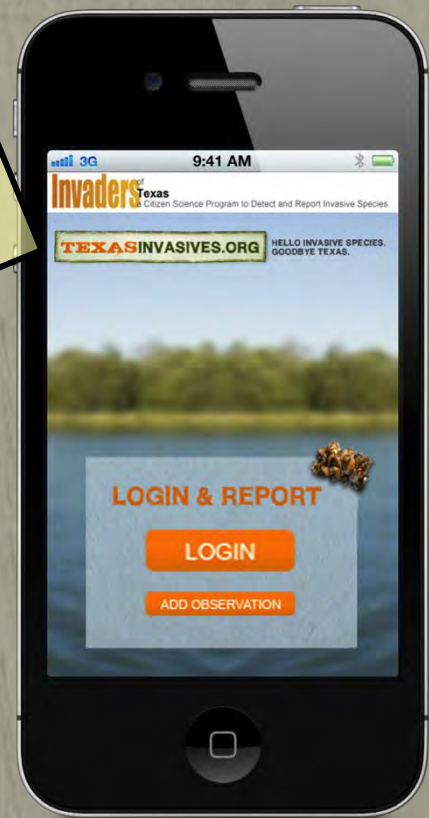 3G 9:41 AM
Invaders of Texas
A Citizen Science Program to Detect and Report Invasive Species
TEXASINVASIVES.ORG
HELLO INVASIVE SPECIES.
GOODBYE TEXAS.
LOGIN & REPORT
LOGIN
ADD OBSERVATION